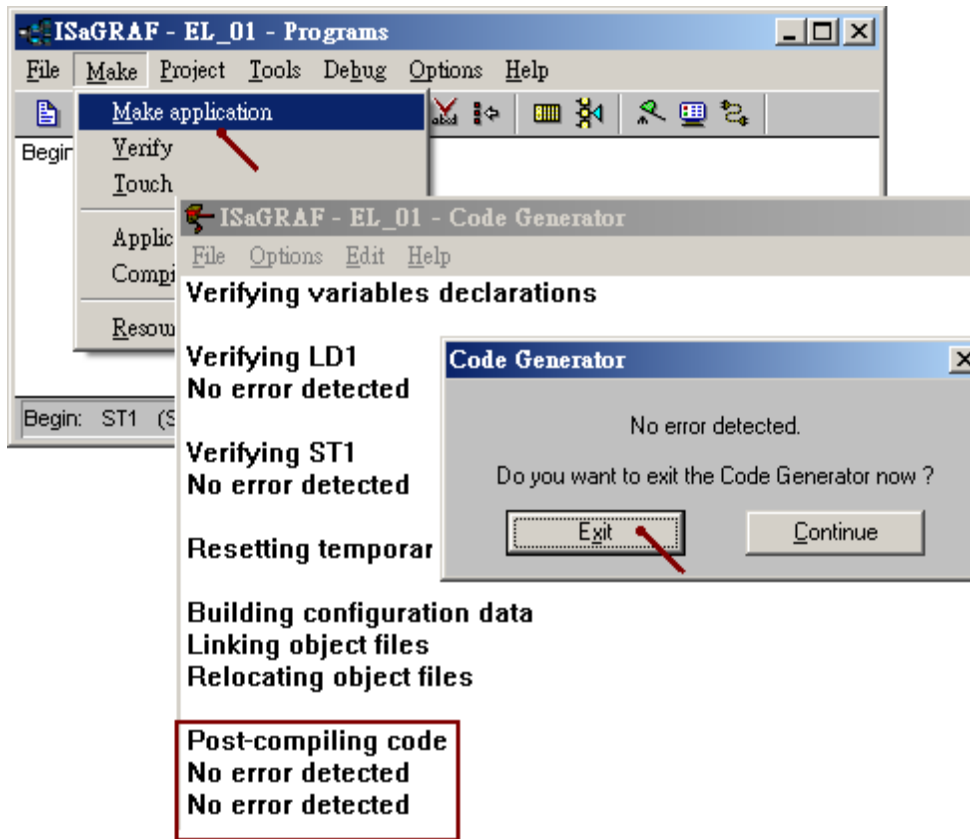 ISaGRAF - EL_01 - Programs
File Make Project Tools Debug Options Help
Make application
Verify
Touch
ISaGRAF - EL_01 - Code Generator
File Options Edit Help
Verifying variables declarations
Verifying LD1
No error detected
Verifying ST1
No error detected
Resetting
Building configuration data
Linking object files
Relocating object files
Post-compiling code
No error detected
No error detected
Code Generator
No error detected.
Do you want to exit the Code Generator now ?
Exit Continue
Begin: ST1